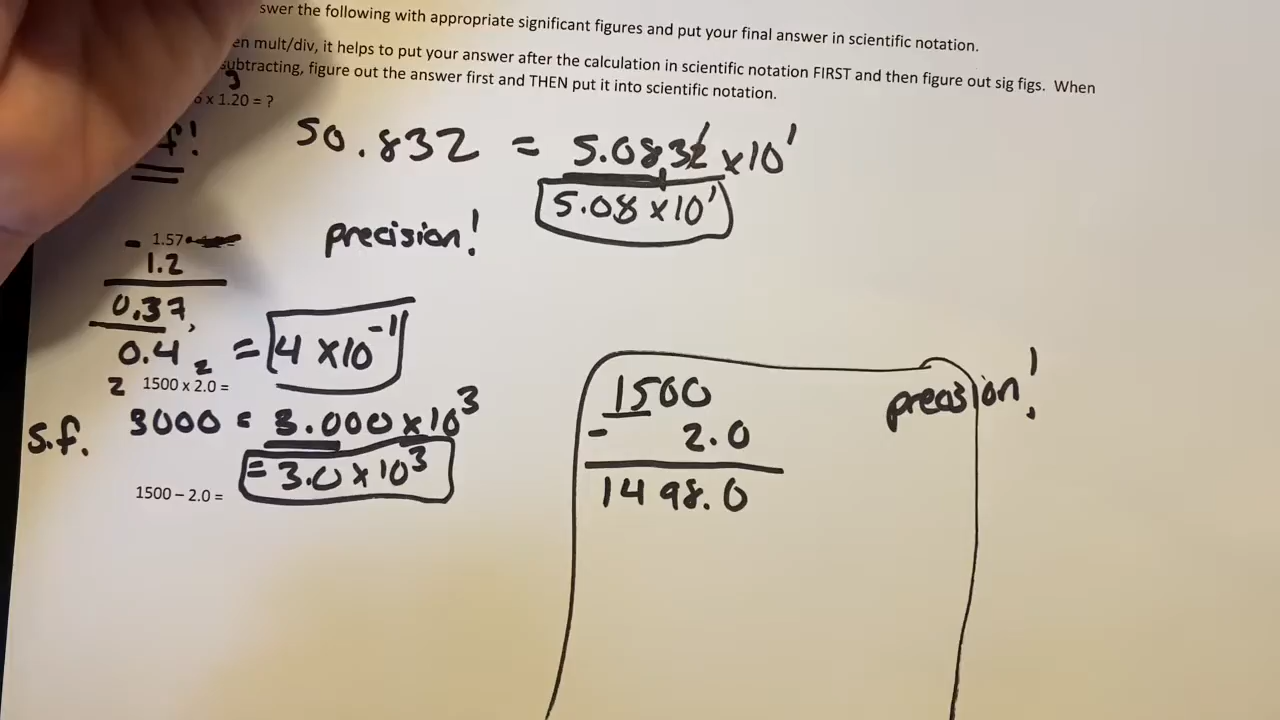 swer the following with appropriate significant figures and put your final answer in scientific notation.
en mult/div, it helps to put your answer after the calculation in scientific notation FIRST and then figure out sig figs. When
subtracting, figure out the answer first and THEN put it into scientific notation.
3
x 1.20 = ?
f!
50.832 = 5.0832 x 10¹
5.08 x 10¹
precision!
- 1.57
1.2
0.37
0.4 = 4 x 10⁻¹
2 2
1500 x 2.0 =
s.f. 3000 = 3.000 x 10³
= 3.0 x 10³
1500 – 2.0 =
precision!
1500
- 2.0
1498.0